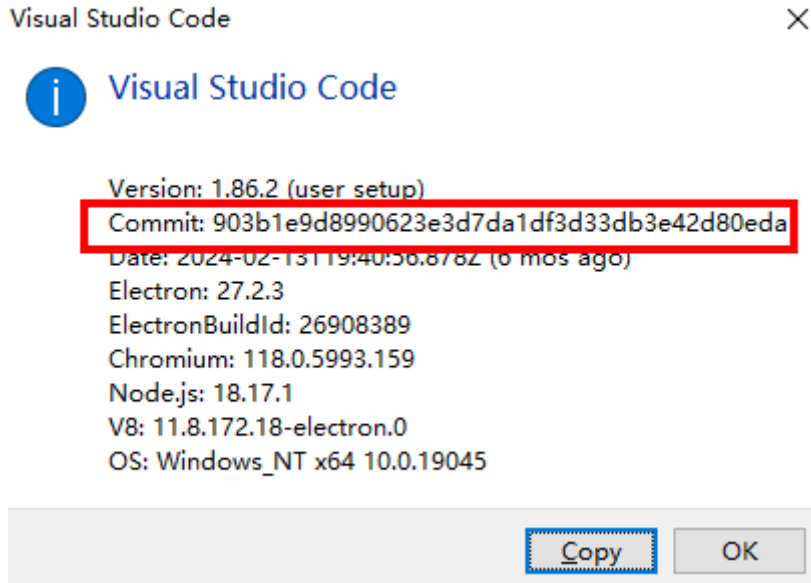 Visual Studio Code
Visual Studio Code
Version: 1.86.2 (user setup)
Commit: 903b1e9d8990623e3d7da1df3d33db3e42d80eda
Date: 2024-02-13T19:40:56.878Z (6 mos ago)
Electron: 27.2.3
ElectronBuildId: 26908389
Chromium: 118.0.5993.159
Node.js: 18.17.1
V8: 11.8.172.18-electron.0
OS: Windows_NT x64 10.0.19045
Copy
OK